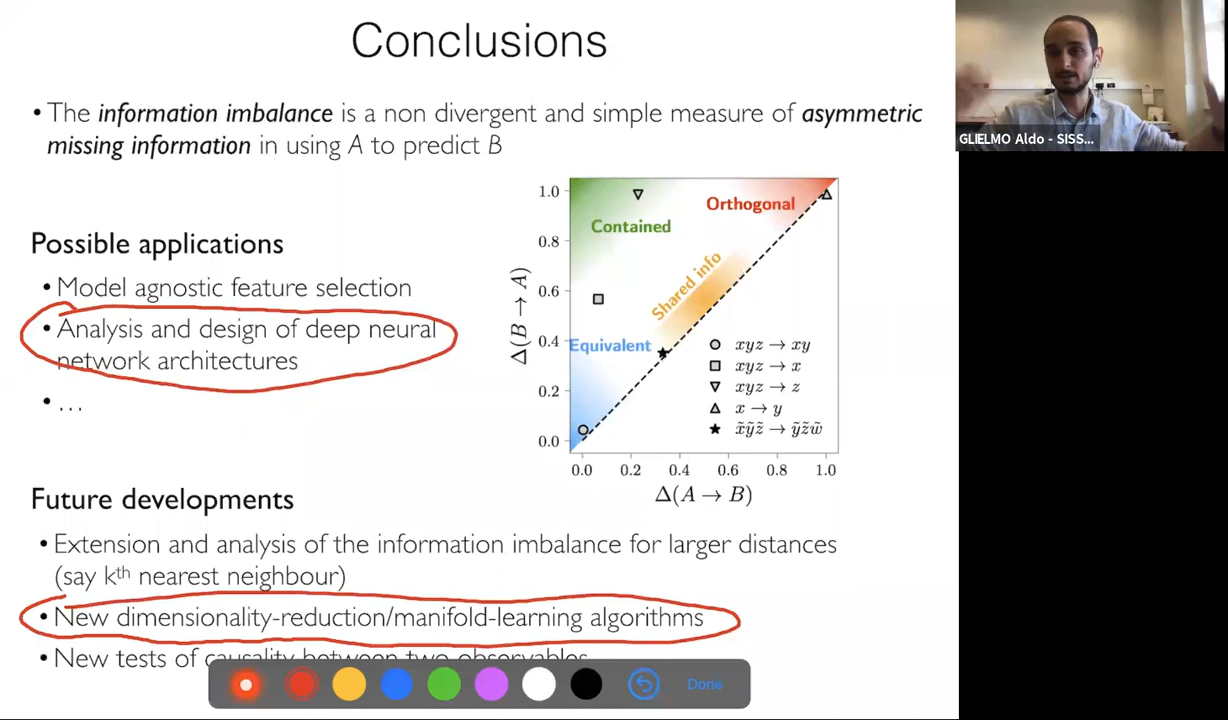 Conclusions
• The information imbalance is a non divergent and simple measure of asymmetric
missing information in using A to predict B
GLIELMO Aldo - SISS...
Possible applications
• Model agnostic feature selection
• Analysis and design of deep neural
network architectures
• ...
1.0
0.8
0.6
0.4
0.2
0.0
Δ(B → A)
Contained
Orthogonal
Shared info
Equivalent
xyz → xy
xyz → x
xyz → z
x → y
x̃ỹz̃ → ỹz̃w̃
0.0 0.2 0.4 0.6 0.8 1.0
Δ(A → B)
Future developments
• Extension and analysis of the information imbalance for larger distances
(say kᵗʰ nearest neighbour)
• New dimensionality-reduction/manifold-learning algorithms
• New tests of causality between two observables
Done